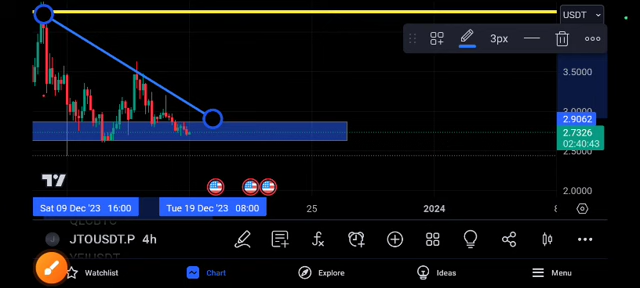 USDT
3px
3.5000
3.0000
2.9062
2.7326
02:40:43
2.5000
2.0000
Sat 09 Dec '23 16:00
Tue 19 Dec '23 08:00
25
2024
8
JTOUSDT.P 4h
Watchlist
Chart
Explore
Ideas
Menu